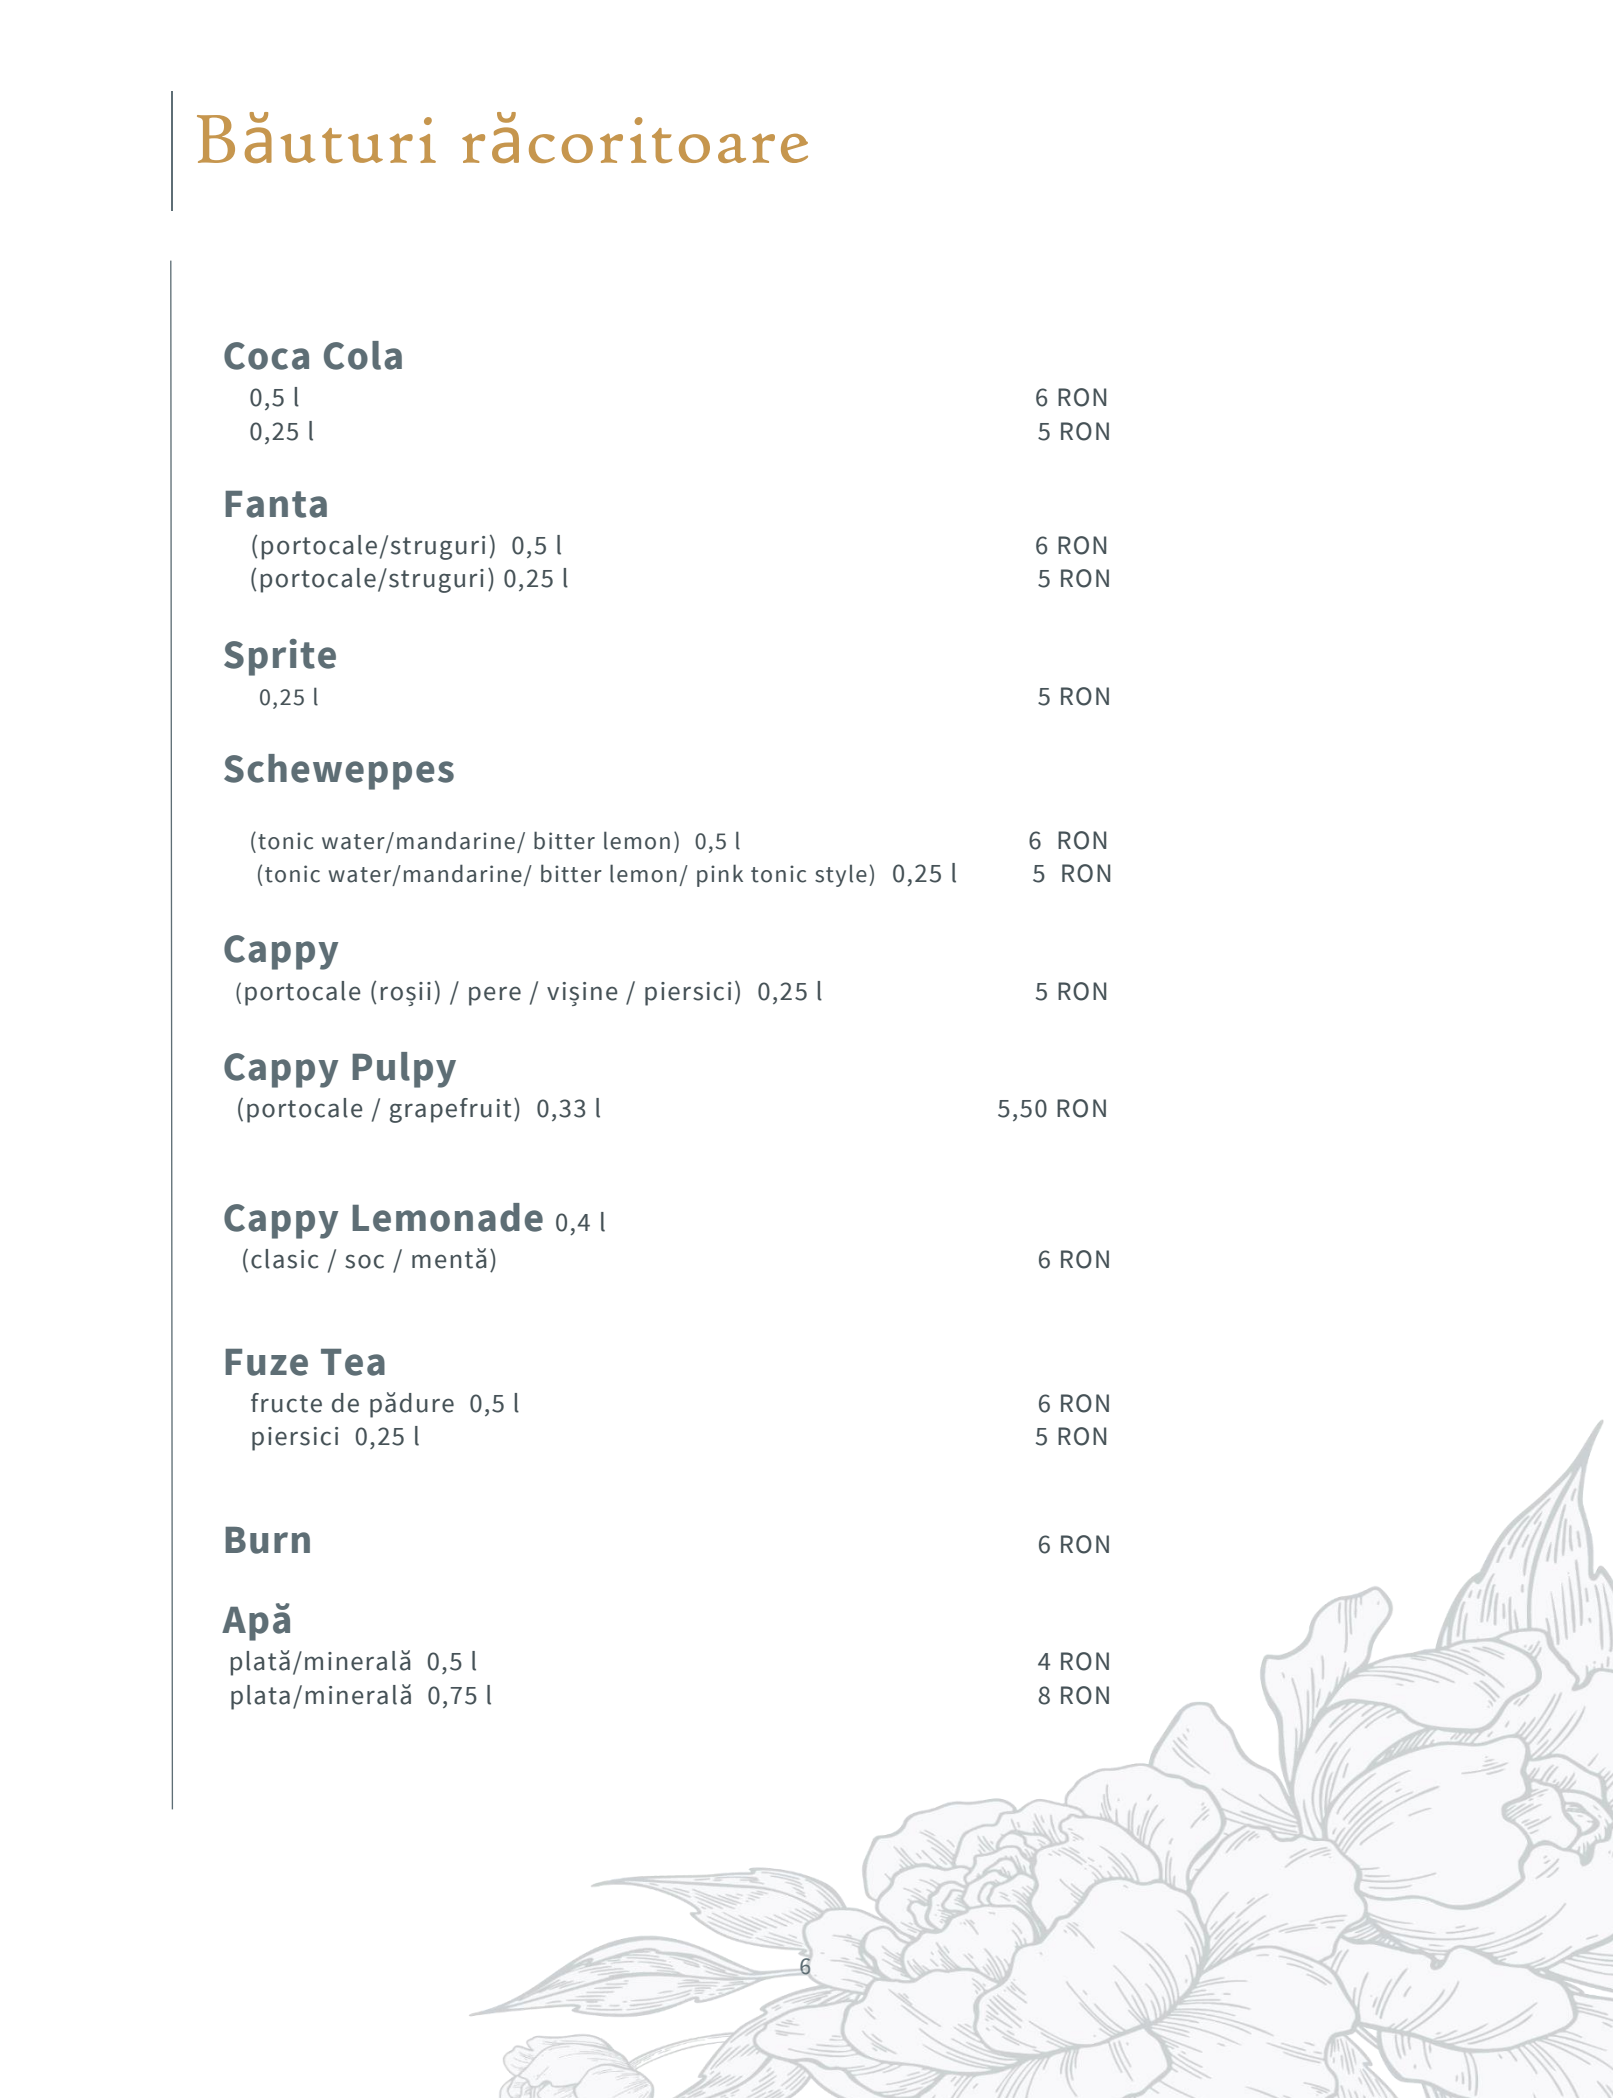 Băuturi răcoritoare
Coca Cola
0,5 l 6 RON
0,25 l 5 RON
Fanta
(portocale/struguri) 0,5 l 6 RON
(portocale/struguri) 0,25 l 5 RON
Sprite
0,25 l 5 RON
Scheweppes
(tonic water/mandarine/ bitter lemon) 0,5 l 6 RON
(tonic water/mandarine/ bitter lemon/ pink tonic style) 0,25 l 5 RON
Cappy
(portocale (roșii) / pere / vișine / piersici) 0,25 l 5 RON
Cappy Pulpy
(portocale / grapefruit) 0,33 l 5,50 RON
Cappy Lemonade 0,4 l
(clasic / soc / mentă) 6 RON
Fuze Tea
fructe de pădure 0,5 l 6 RON
piersici 0,25 l 5 RON
Burn 6 RON
Apă
plată/minerală 0,5 l 4 RON
plata/minerală 0,75 l 8 RON
6